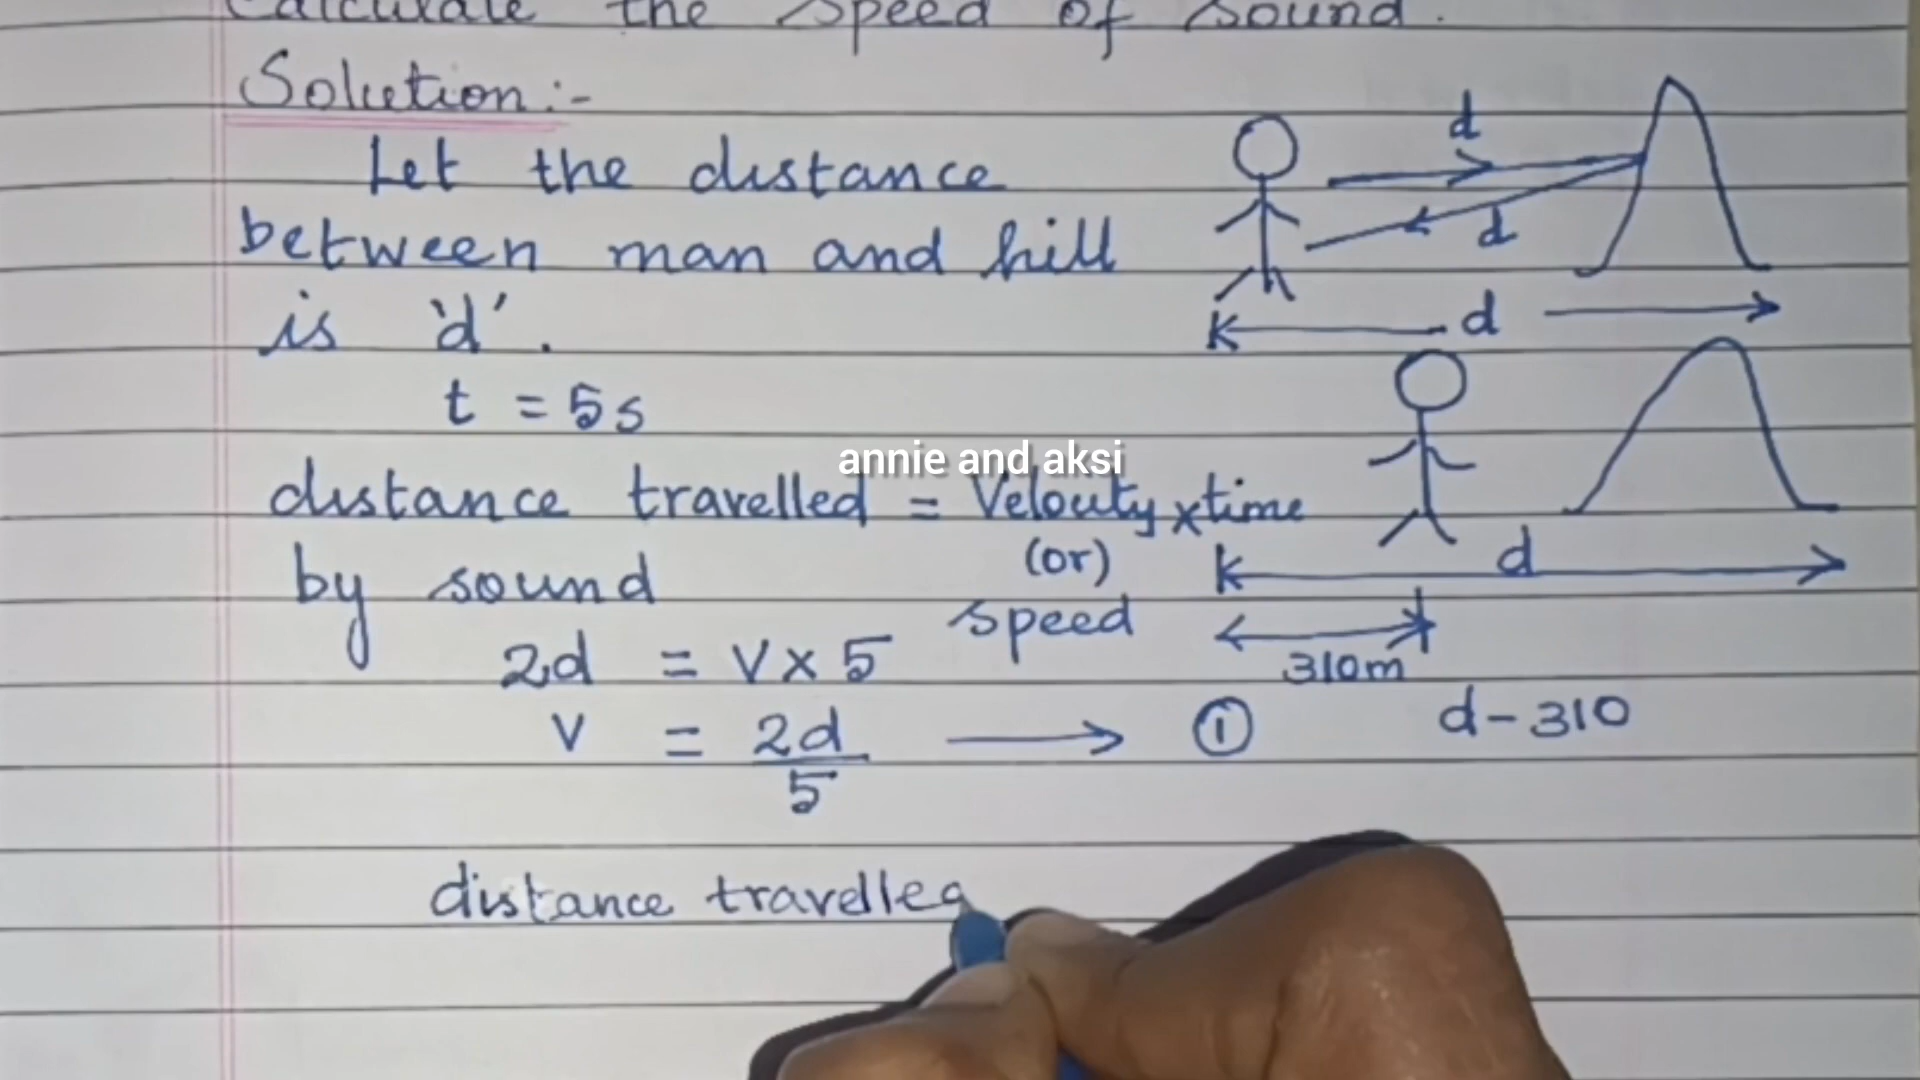 Calculate the speed of sound.
Solution:-
Let the distance
between man and hill
is 'd'.
t = 5s
distance travelled = Velocity × time
by sound (or)
speed
2d = V × 5
V = 2d/5 → ①
distance travelled
d
d
d
d
310m
d-310
annie and aksi